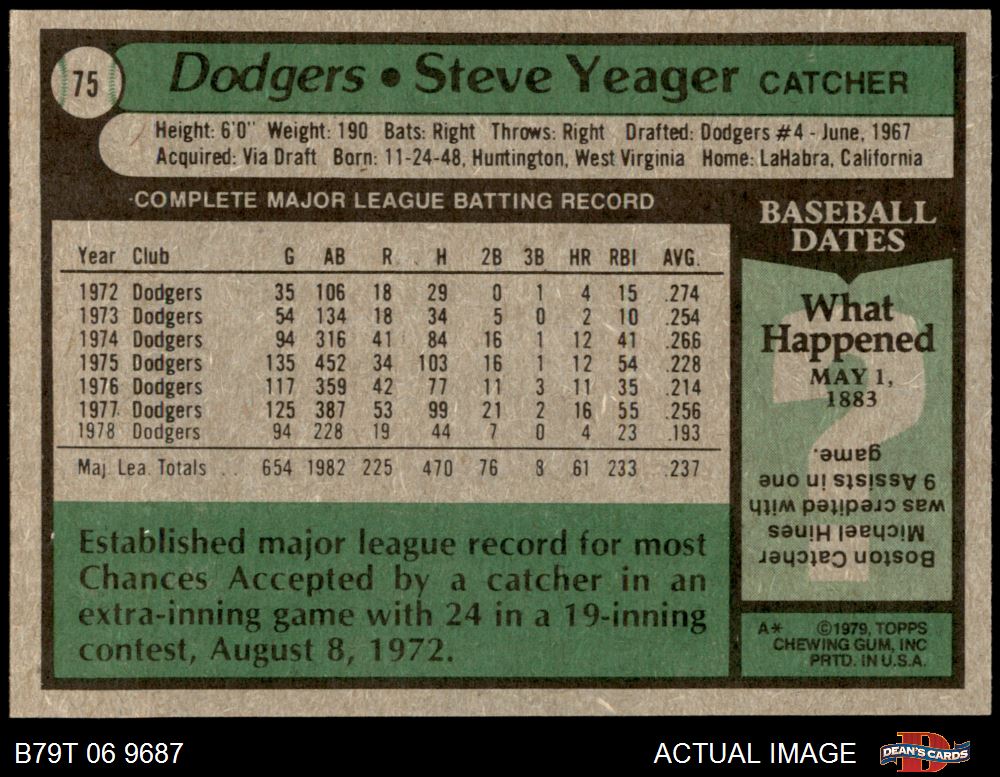 75
Dodgers • Steve Yeager CATCHER
Height: 6'0" Weight: 190 Bats: Right Throws: Right Drafted: Dodgers #4 - June, 1967
Acquired: Via Draft Born: 11-24-48, Huntington, West Virginia Home: LaHabra, California
COMPLETE MAJOR LEAGUE BATTING RECORD
Year Club G AB R H 2B 3B HR RBI AVG.
1972 Dodgers 35 106 18 29 0 1 4 15 .274
1973 Dodgers 54 134 18 34 5 0 2 10 .254
1974 Dodgers 94 316 41 84 16 1 12 41 .266
1975 Dodgers 135 452 34 103 16 1 12 54 .228
1976 Dodgers 117 359 42 77 11 3 11 35 .214
1977 Dodgers 125 387 53 99 21 2 16 55 .256
1978 Dodgers 94 228 19 44 7 0 4 23 .193
Maj. Lea. Totals . . 654 1982 225 470 76 8 61 233 .237
Established major league record for most
Chances Accepted by a catcher in an
extra-inning game with 24 in a 19-inning
contest, August 8, 1972.
BASEBALL
DATES
What
Happened
MAY 1,
1883
Boston Catcher
Michael Hines
was credited with
9 Assists in one
game.
A* ©1979, TOPPS
CHEWING GUM, INC
PRTD. IN U.S.A.
B79T 06 9687
ACTUAL IMAGE
DEAN'S CARDS